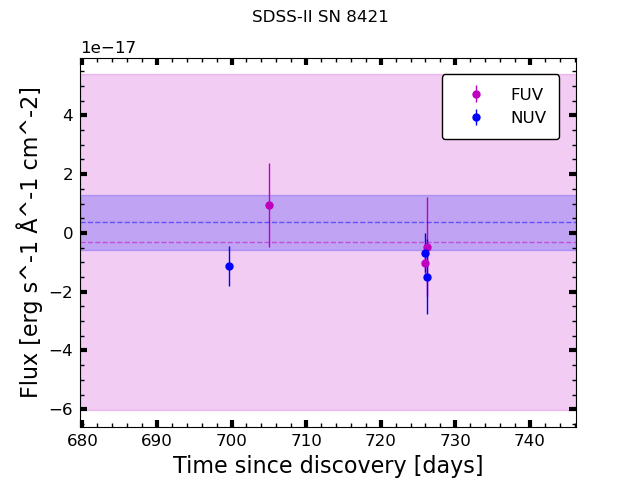 SDSS-II SN 8421
1e−17
FUV
NUV
4
2
0
−2
−4
−6
Flux [erg s^-1 Å^-1 cm^-2]
680 690 700 710 720 730 740
Time since discovery [days]